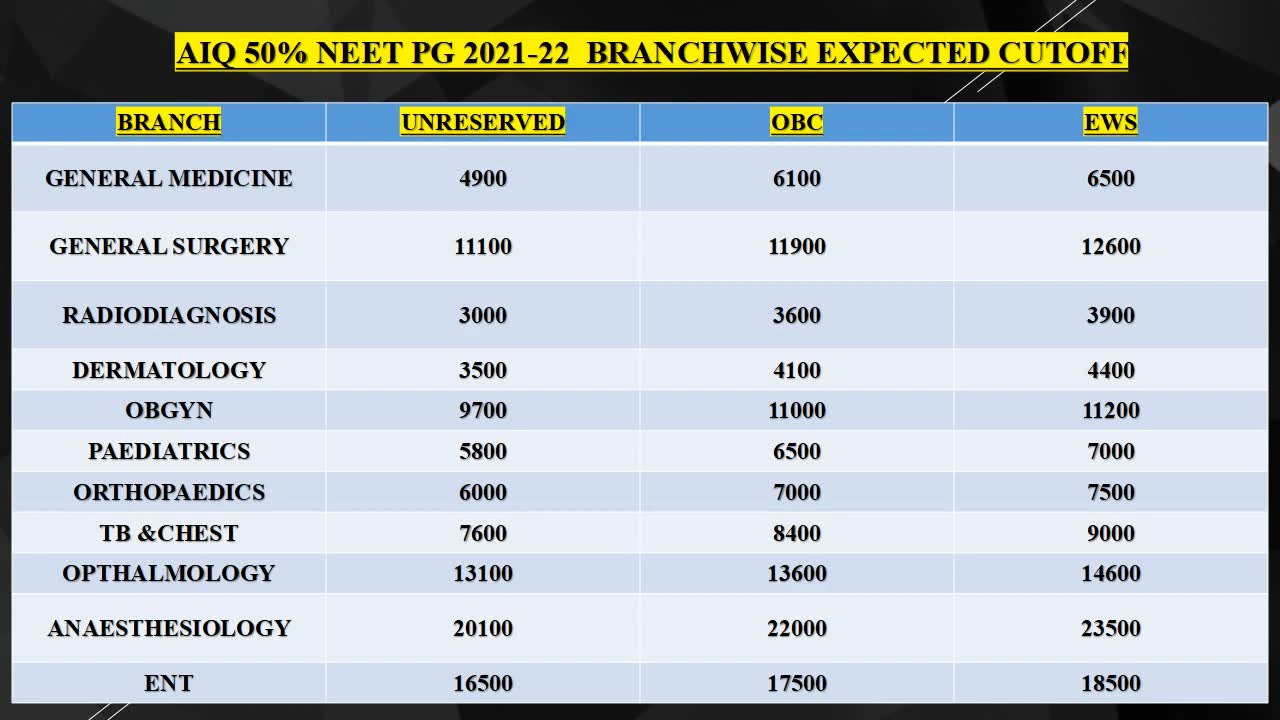 AIQ 50% NEET PG 2021-22 BRANCHWISE EXPECTED CUTOFF
BRANCH UNRESERVED OBC EWS
GENERAL MEDICINE 4900 6100 6500
GENERAL SURGERY 11100 11900 12600
RADIODIAGNOSIS 3000 3600 3900
DERMATOLOGY 3500 4100 4400
OBGYN 9700 11000 11200
PAEDIATRICS 5800 6500 7000
ORTHOPAEDICS 6000 7000 7500
TB &CHEST 7600 8400 9000
OPTHALMOLOGY 13100 13600 14600
ANAESTHESIOLOGY 20100 22000 23500
ENT 16500 17500 18500